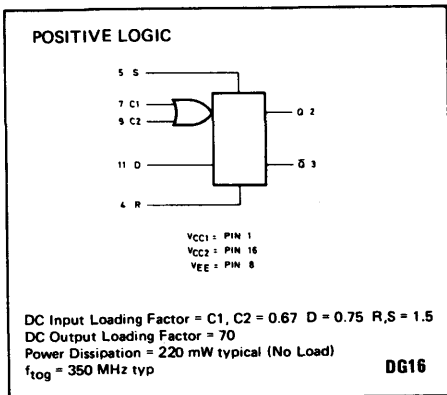 POSITIVE LOGIC
5 S
7 C1
9 C2
Q 2
11 D
Q̅ 3
4 R
VCC1 = PIN 1
VCC2 = PIN 16
VEE = PIN 8
DC Input Loading Factor = C1, C2 = 0.67 D = 0.75 R,S = 1.5
DC Output Loading Factor = 70
Power Dissipation = 220 mW typical (No Load)
ftog = 350 MHz typ
DG16